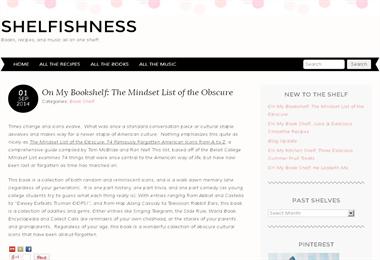 SHELFISHNESS
Books, recipes, and music all on one shelf.
HOME ALL THE RECIPES ALL THE BOOKS ALL THE MUSIC Search Search
01
SEP
2014
On My Bookshelf: The Mindset List of the Obscure
Categories: Book Shelf
Times change and icons evolve. What was once a standard conversation piece or cultural staple
dissolves and makes way for a newer shape of American culture. Nothing emphasizes this quite as
nicely as The Mindset List of the Obscure: 74 Famously Forgotten American Icons from A to Z, a
comprehensive guide compiled by Tom McBride and Ron Nief. This list, based off of the Beloit College
Mindset List examines 74 things that were once central to the American way of life, but have now
been lost or forgotten as time has marched on.
This book is a collection of both random and reminiscent icons, and is a walk down memory lane
(regardless of your generation). It is one part history, one part trivia, and one part comedy (as young
college students try to guess what each thing really is). With entries ranging from Abbott and Costello
to "Dewey Defeats Truman (OOPS)", and from Hop Along Cassidy to Television Rabbit Ears, this book
is a collection of oddities and gems. Other entries like Singing Telegram, the Slide Rule, World Book
Encyclopedia and Collect Calls are reminders of your own childhood, or the stories of your parents
and grandparents. Regardless of your age, this book is a wonderful collection of obscure cultural
icons that have been almost forgotten.
NEW TO THE SHELF
On My Bookshelf: The Mindset List of the
Obscure
On My Kitchen Shelf: Juice & Delicious
Smoothie Recipes
Blog Update
On My Kitchen Shelf: Three Delicious
Summer Fruit Treats
On My Book Shelf: He Leadeth Me
PAST SHELVES
Select Month
PINTEREST